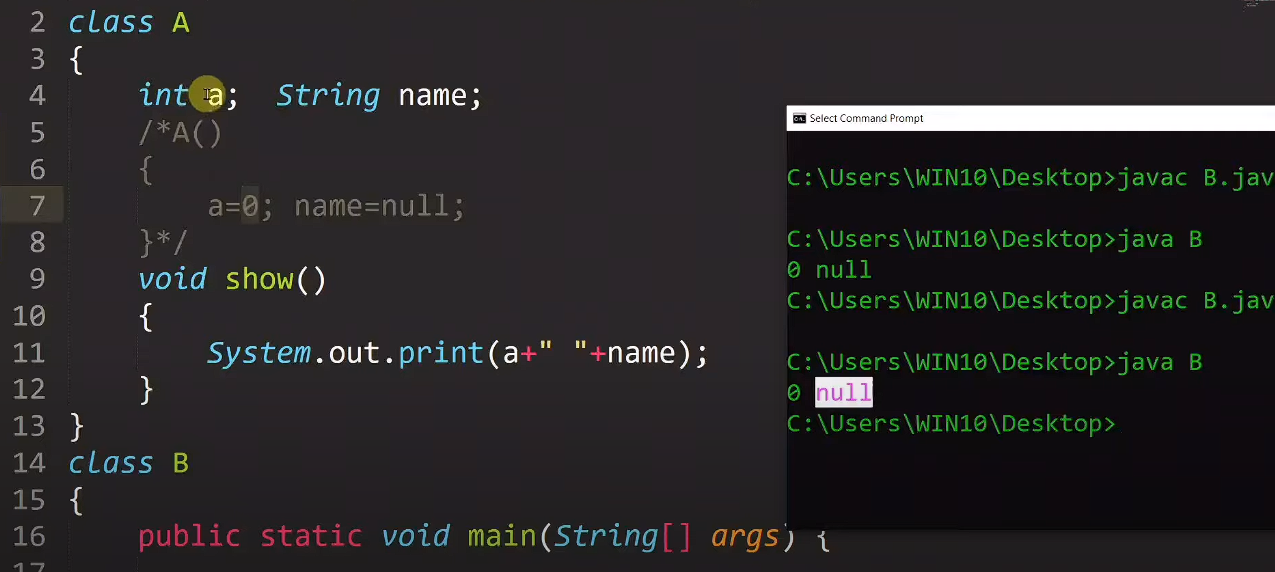 2 class A
3 {
4 int a; String name;
5 /*A()
6 {
7 a=0; name=null;
8 }*/
9 void show()
10 {
11 System.out.print(a+" "+name);
12 }
13 }
14 class B
15 {
16 public static void main(String[] args) {
Select Command Prompt
C:\Users\WIN10\Desktop>javac B.jav
C:\Users\WIN10\Desktop>java B
0 null
C:\Users\WIN10\Desktop>javac B.jav
C:\Users\WIN10\Desktop>java B
0 null
C:\Users\WIN10\Desktop>